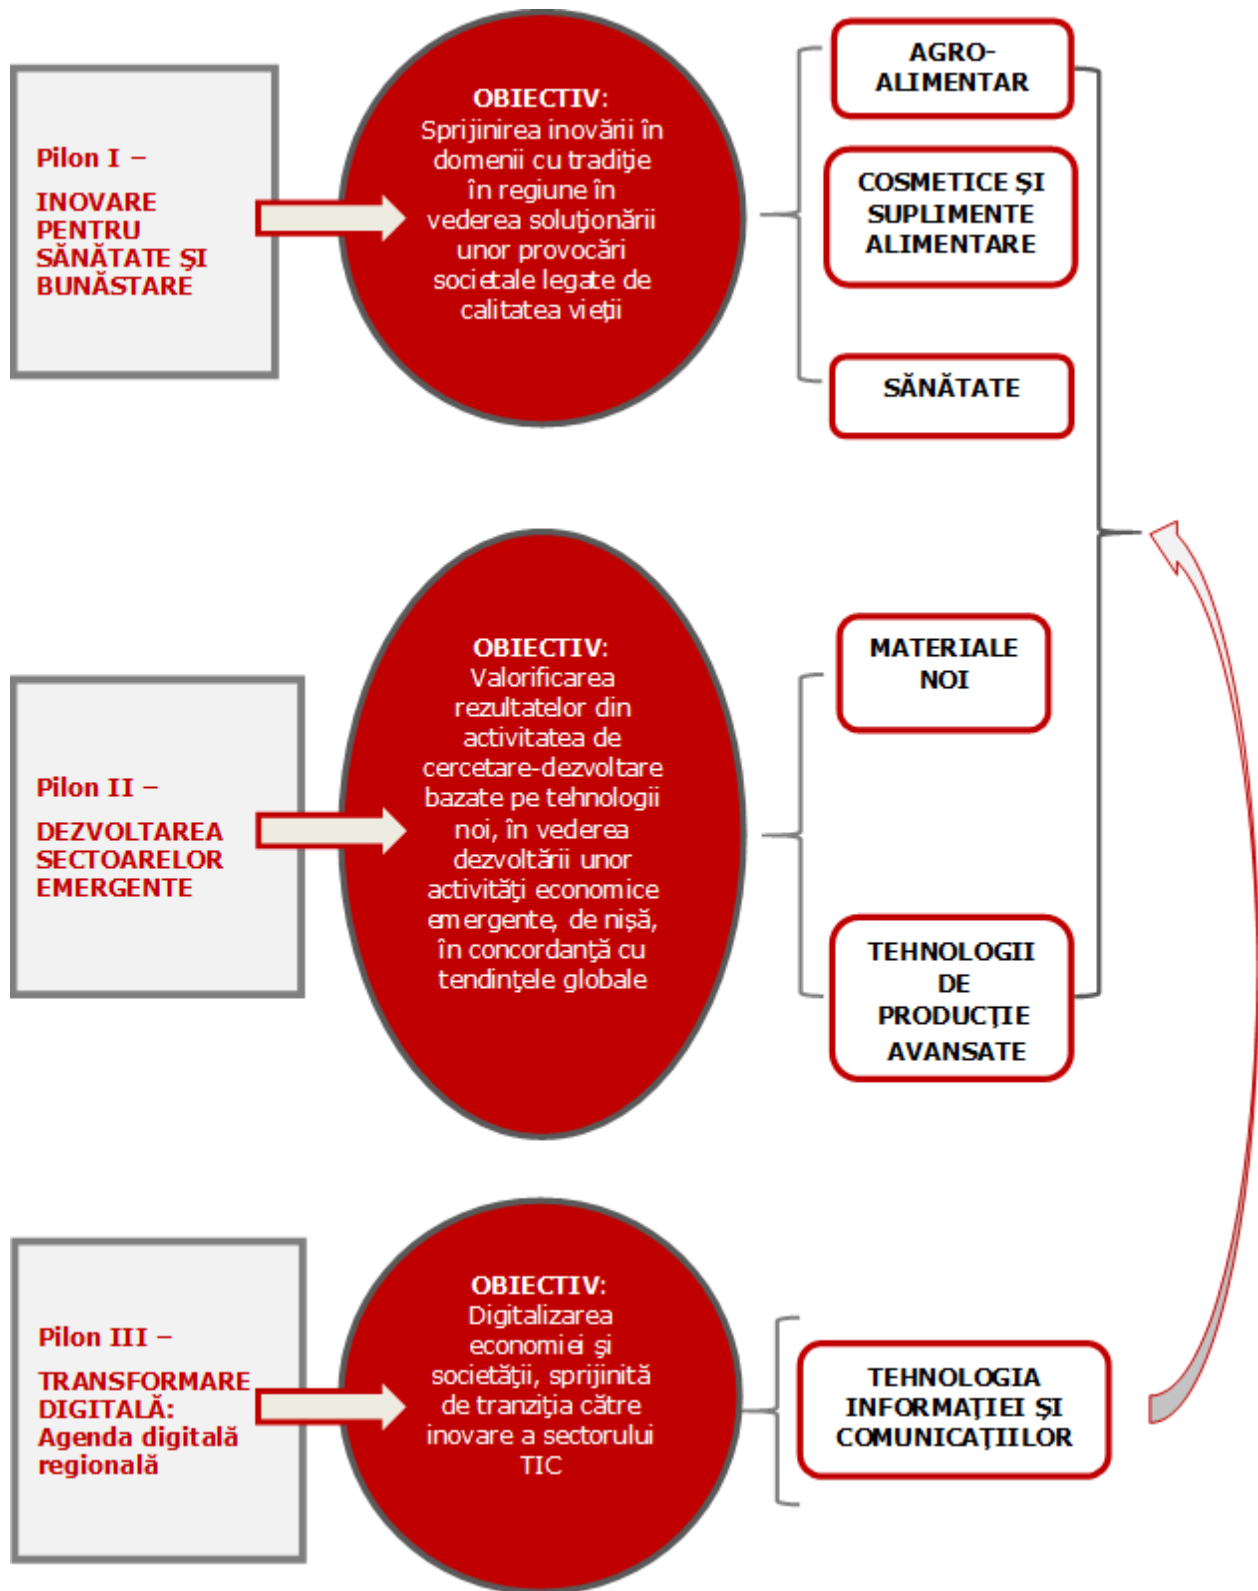 Pilon I –
INOVARE
PENTRU
SĂNĂTATE ŞI
BUNĂSTARE
OBIECTIV:
Sprijinirea inovării în
domenii cu tradiţie
în regiune în
vederea soluţionării
unor provocări
societale legate de
calitatea vieţii
AGRO-
ALIMENTAR
COSMETICE ŞI
SUPLIMENTE
ALIMENTARE
SĂNĂTATE
Pilon II –
DEZVOLTAREA
SECTOARELOR
EMERGENTE
OBIECTIV:
Valorificarea
rezultatelor din
activitatea de
cercetare-dezvoltare
bazate pe tehnologii
noi, în vederea
dezvoltării unor
activităţi economice
emergente, de nişă,
în concordanţă cu
tendinţele globale
MATERIALE
NOI
TEHNOLOGII
DE
PRODUCŢIE
AVANSATE
Pilon III –
TRANSFORMARE
DIGITALĂ:
Agenda digitală
regională
OBIECTIV:
Digitalizarea
economiei şi
societăţii, sprijinită
de tranziţia către
inovare a sectorului
TIC
TEHNOLOGIA
INFORMAŢIEI ŞI
COMUNICAŢIILOR